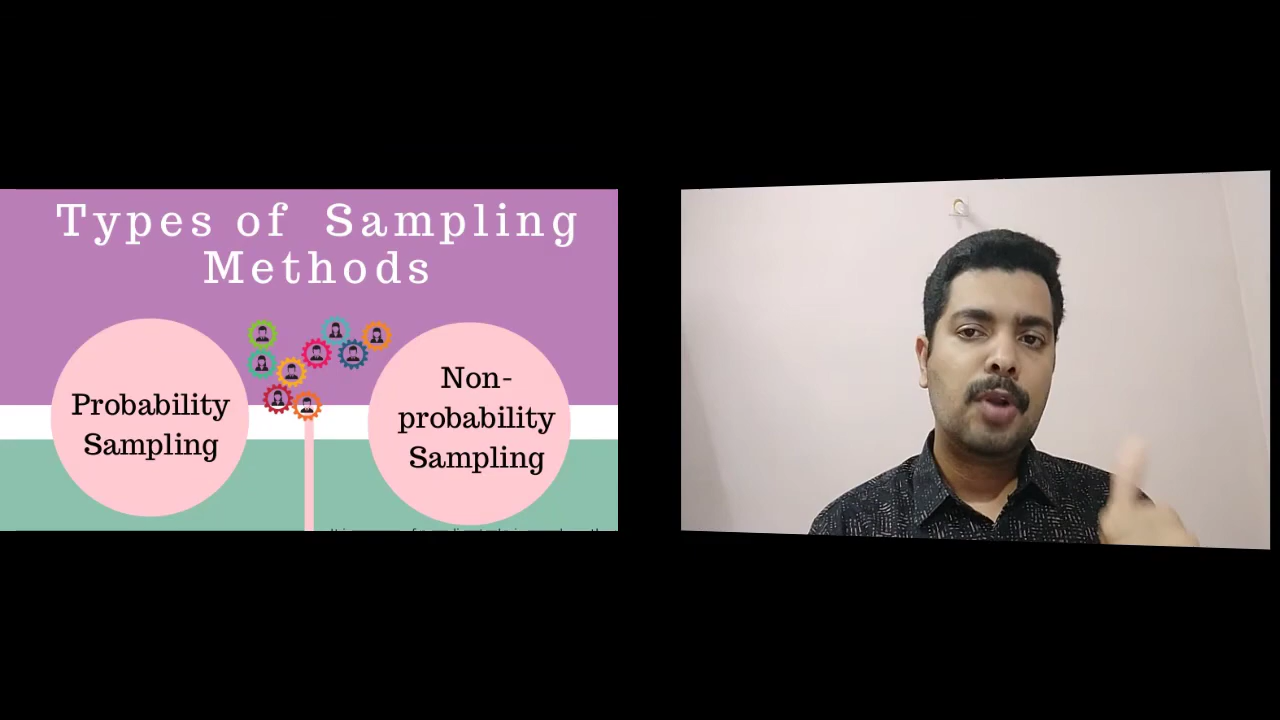 Types of Sampling
Methods
Probability
Sampling
Non-
probability
Sampling